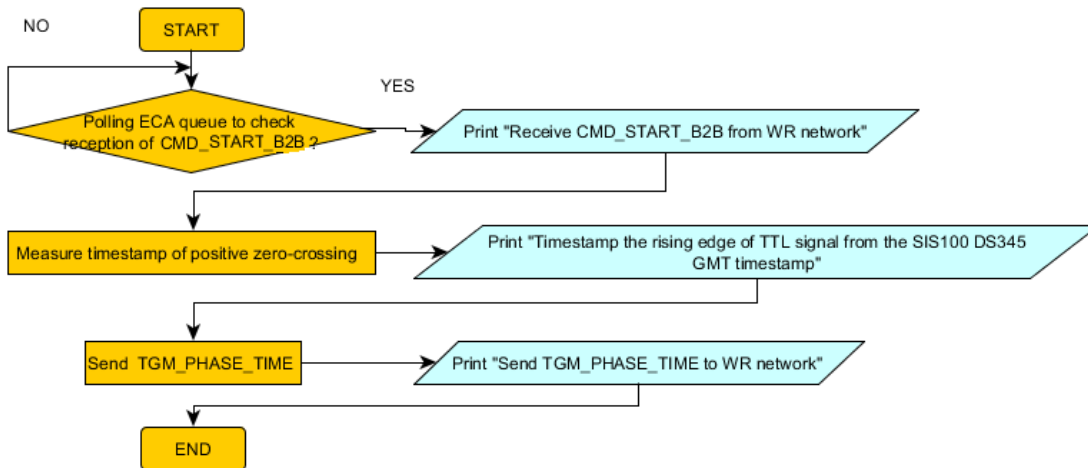 NO
START
YES
Polling ECA queue to check
reception of CMD_START_B2B ?
Print "Receive CMD_START_B2B from WR network"
Measure timestamp of positive zero-crossing
Print "Timestamp the rising edge of TTL signal from the SIS100 DS345
GMT timestamp"
Send TGM_PHASE_TIME
Print "Send TGM_PHASE_TIME to WR network"
END